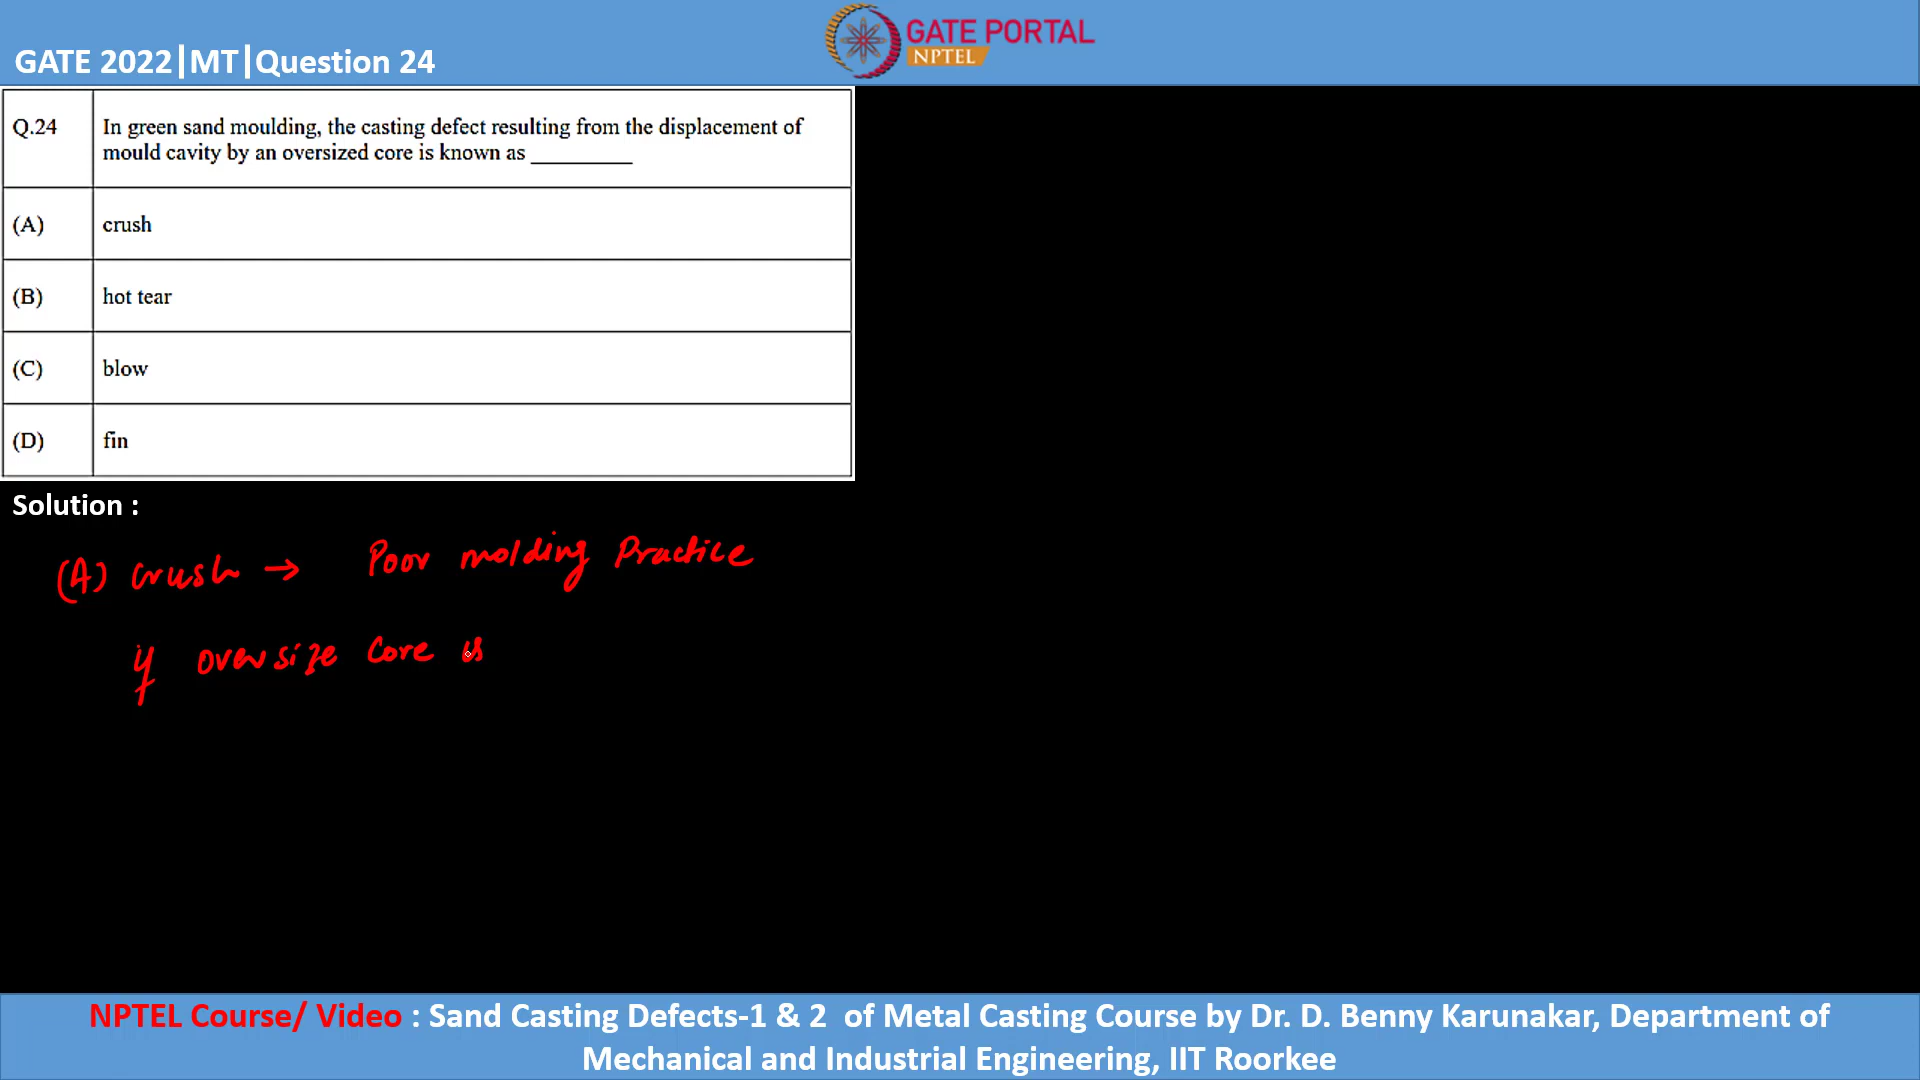 GATE PORTAL
NPTEL
GATE 2022|MT|Question 24
Q.24 In green sand moulding, the casting defect resulting from the displacement of
mould cavity by an oversized core is known as _________
(A) crush
(B) hot tear
(C) blow
(D) fin
Solution :
(A) crush → Poor molding Practice
if oversize core is
NPTEL Course/ Video : Sand Casting Defects-1 & 2 of Metal Casting Course by Dr. D. Benny Karunakar, Department of
Mechanical and Industrial Engineering, IIT Roorkee